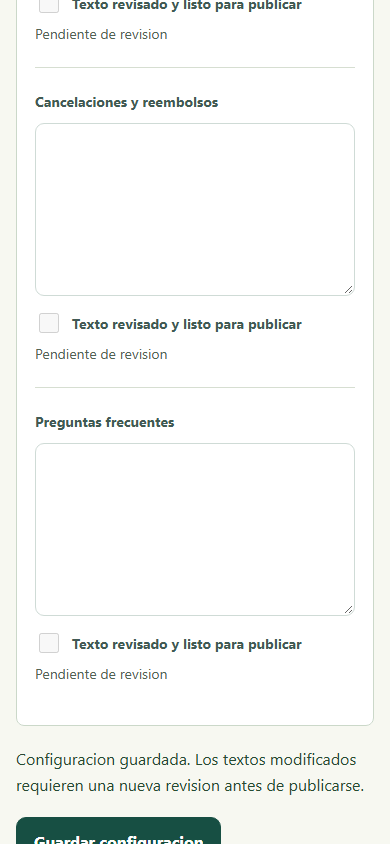 Texto revisado y listo para publicar
Pendiente de revision
Cancelaciones y reembolsos
Texto revisado y listo para publicar
Pendiente de revision
Preguntas frecuentes
Texto revisado y listo para publicar
Pendiente de revision
Configuracion guardada. Los textos modificados
requieren una nueva revision antes de publicarse.
Guardar configuracion